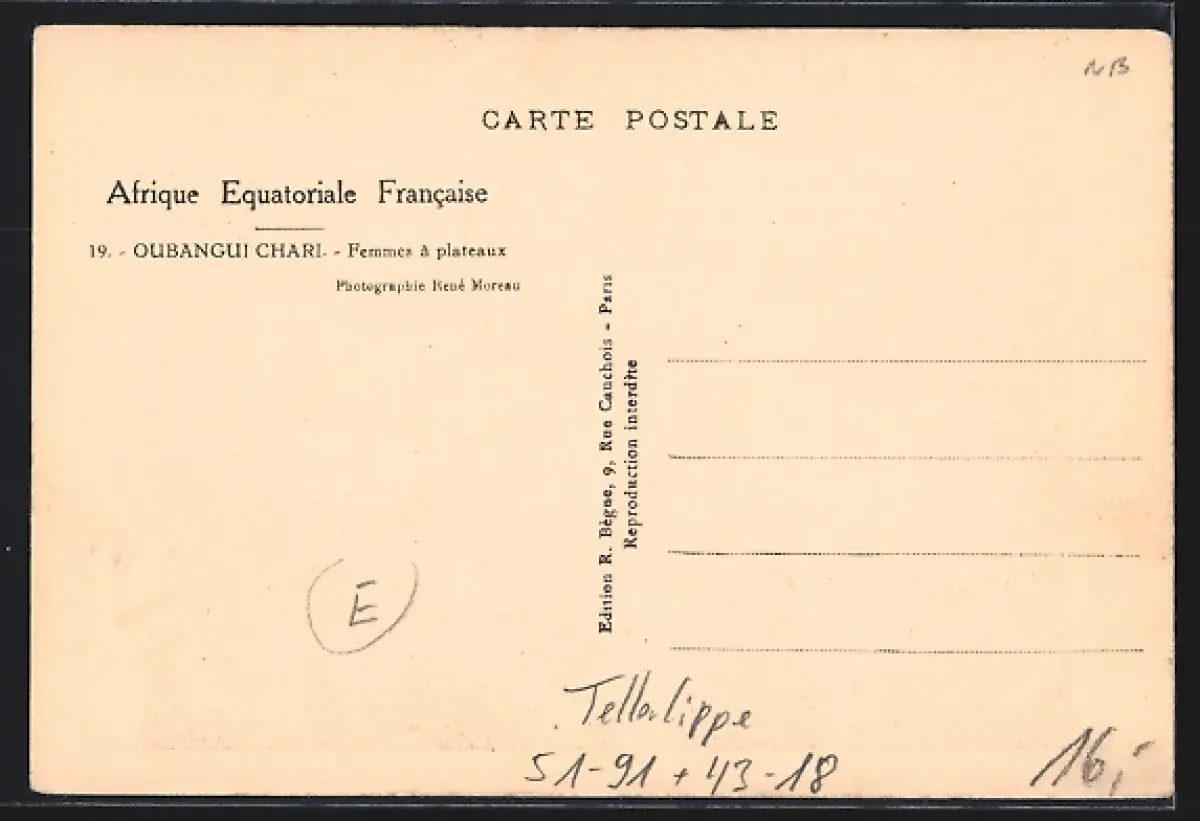 NB
CARTE POSTALE
Afrique Equatoriale Française
19. - OUBANGUI CHARI. - Femmes à plateaux
Photographie René Moreau
Edition R. Bègue, 9, Rue Cauchois - Paris
Reproduction interdite
E
Tellerlippe
51-91 + 43-18
16,-